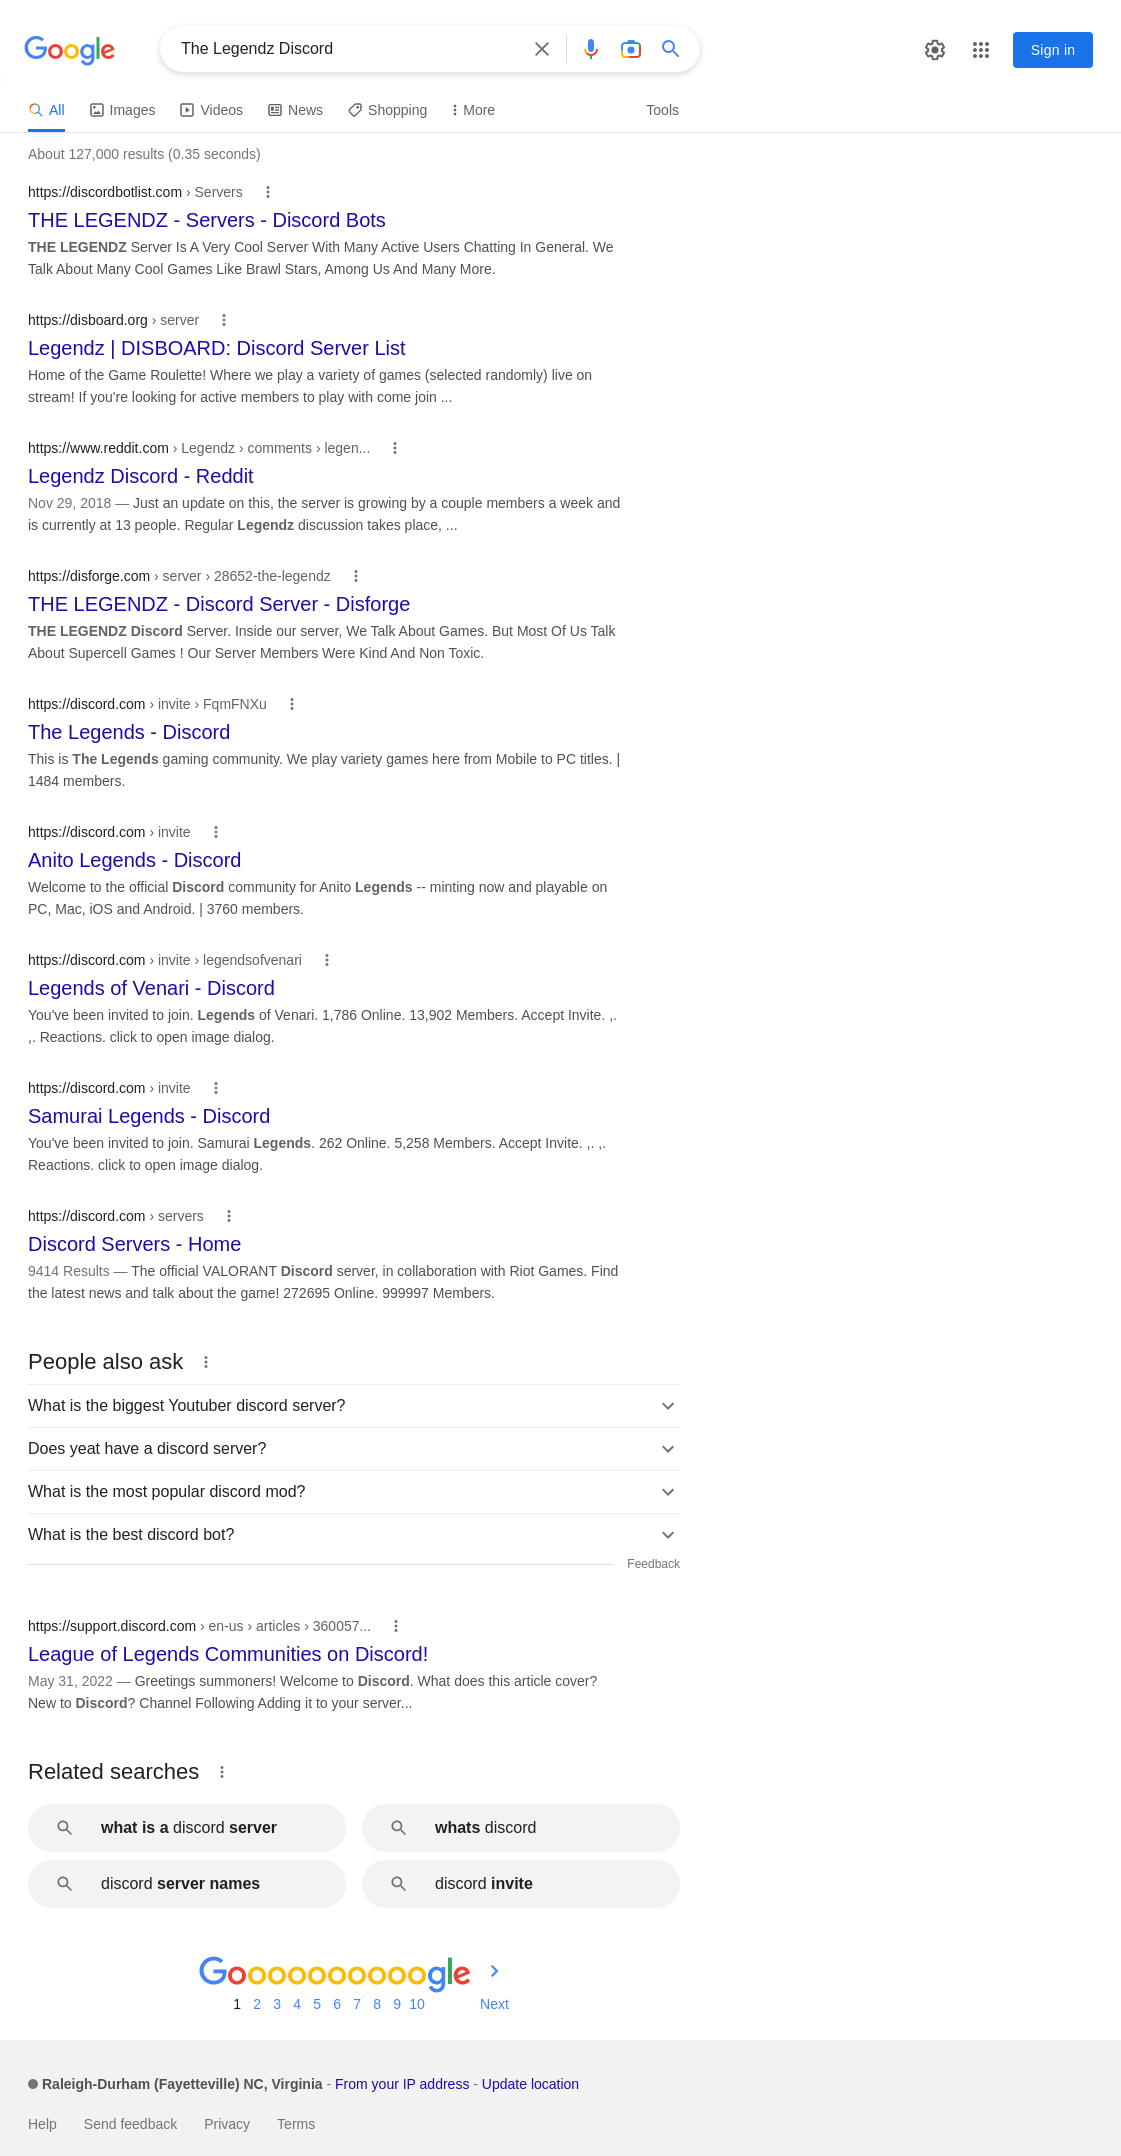 Google
The Legendz Discord
Sign in
All Images Videos News Shopping More Tools
About 127,000 results (0.35 seconds)
https://discordbotlist.com › Servers
THE LEGENDZ - Servers - Discord Bots
THE LEGENDZ Server Is A Very Cool Server With Many Active Users Chatting In General. We
Talk About Many Cool Games Like Brawl Stars, Among Us And Many More.
https://disboard.org › server
Legendz | DISBOARD: Discord Server List
Home of the Game Roulette! Where we play a variety of games (selected randomly) live on
stream! If you're looking for active members to play with come join ...
https://www.reddit.com › Legendz › comments › legen...
Legendz Discord - Reddit
Nov 29, 2018 — Just an update on this, the server is growing by a couple members a week and
is currently at 13 people. Regular Legendz discussion takes place, ...
https://disforge.com › server › 28652-the-legendz
THE LEGENDZ - Discord Server - Disforge
THE LEGENDZ Discord Server. Inside our server, We Talk About Games. But Most Of Us Talk
About Supercell Games ! Our Server Members Were Kind And Non Toxic.
https://discord.com › invite › FqmFNXu
The Legends - Discord
This is The Legends gaming community. We play variety games here from Mobile to PC titles. |
1484 members.
https://discord.com › invite
Anito Legends - Discord
Welcome to the official Discord community for Anito Legends -- minting now and playable on
PC, Mac, iOS and Android. | 3760 members.
https://discord.com › invite › legendsofvenari
Legends of Venari - Discord
You've been invited to join. Legends of Venari. 1,786 Online. 13,902 Members. Accept Invite. ,.
,. Reactions. click to open image dialog.
https://discord.com › invite
Samurai Legends - Discord
You've been invited to join. Samurai Legends. 262 Online. 5,258 Members. Accept Invite. ,. ,.
Reactions. click to open image dialog.
https://discord.com › servers
Discord Servers - Home
9414 Results — The official VALORANT Discord server, in collaboration with Riot Games. Find
the latest news and talk about the game! 272695 Online. 999997 Members.
People also ask
What is the biggest Youtuber discord server?
Does yeat have a discord server?
What is the most popular discord mod?
What is the best discord bot?
Feedback
https://support.discord.com › en-us › articles › 360057...
League of Legends Communities on Discord!
May 31, 2022 — Greetings summoners! Welcome to Discord. What does this article cover?
New to Discord? Channel Following Adding it to your server...
Related searches
what is a discord server
whats discord
discord server names
discord invite
Goooooooooogle
1 2 3 4 5 6 7 8 9 10 Next
Raleigh-Durham (Fayetteville) NC, Virginia - From your IP address - Update location
Help Send feedback Privacy Terms